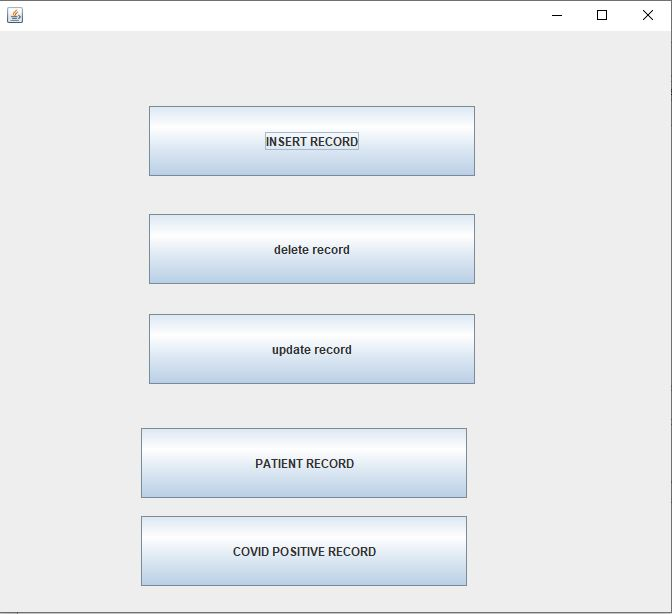 INSERT RECORD
delete record
update record
PATIENT RECORD
COVID POSITIVE RECORD